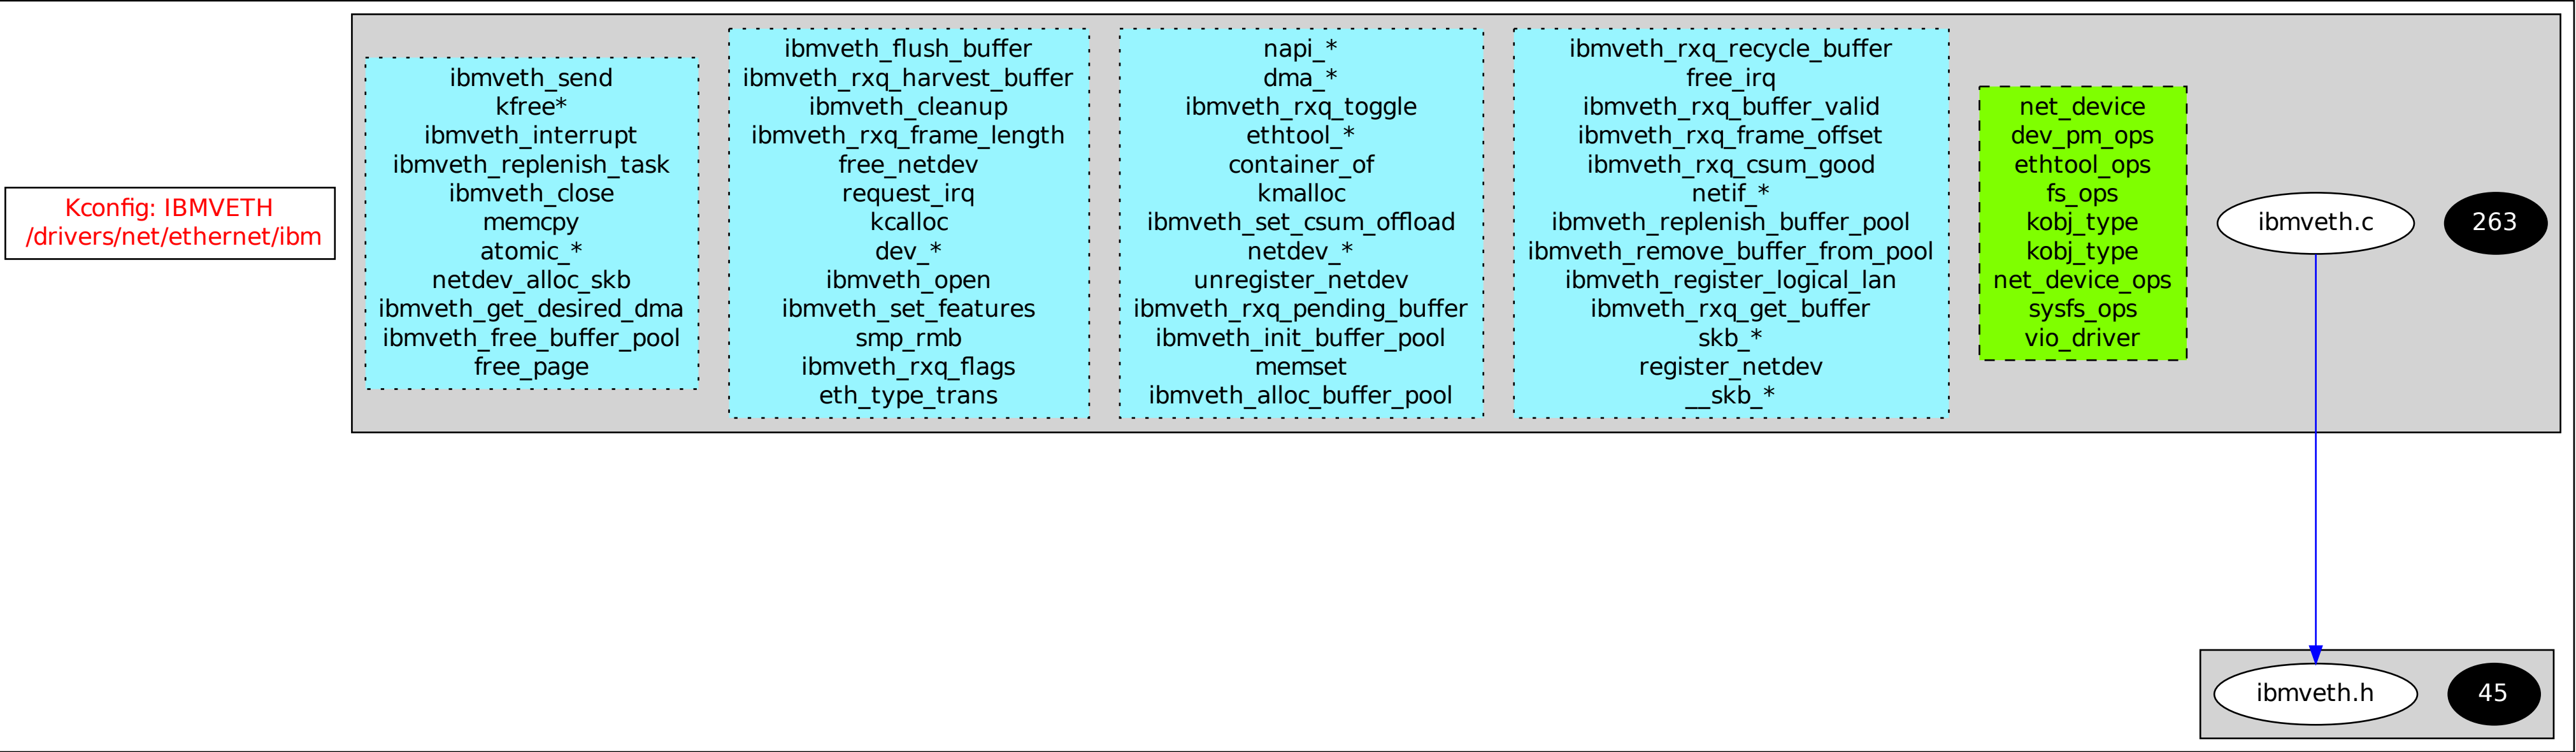 Kconfig: IBMVETH
/drivers/net/ethernet/ibm
ibmveth_send
kfree*
ibmveth_interrupt
ibmveth_replenish_task
ibmveth_close
memcpy
atomic_*
netdev_alloc_skb
ibmveth_get_desired_dma
ibmveth_free_buffer_pool
free_page
ibmveth_flush_buffer
ibmveth_rxq_harvest_buffer
ibmveth_cleanup
ibmveth_rxq_frame_length
free_netdev
request_irq
kcalloc
dev_*
ibmveth_open
ibmveth_set_features
smp_rmb
ibmveth_rxq_flags
eth_type_trans
napi_*
dma_*
ibmveth_rxq_toggle
ethtool_*
container_of
kmalloc
ibmveth_set_csum_offload
netdev_*
unregister_netdev
ibmveth_rxq_pending_buffer
ibmveth_init_buffer_pool
memset
ibmveth_alloc_buffer_pool
ibmveth_rxq_recycle_buffer
free_irq
ibmveth_rxq_buffer_valid
ibmveth_rxq_frame_offset
ibmveth_rxq_csum_good
netif_*
ibmveth_replenish_buffer_pool
ibmveth_remove_buffer_from_pool
ibmveth_register_logical_lan
ibmveth_rxq_get_buffer
skb_*
register_netdev
__skb_*
net_device
dev_pm_ops
ethtool_ops
fs_ops
kobj_type
kobj_type
net_device_ops
sysfs_ops
vio_driver
ibmveth.c
263
ibmveth.h
45